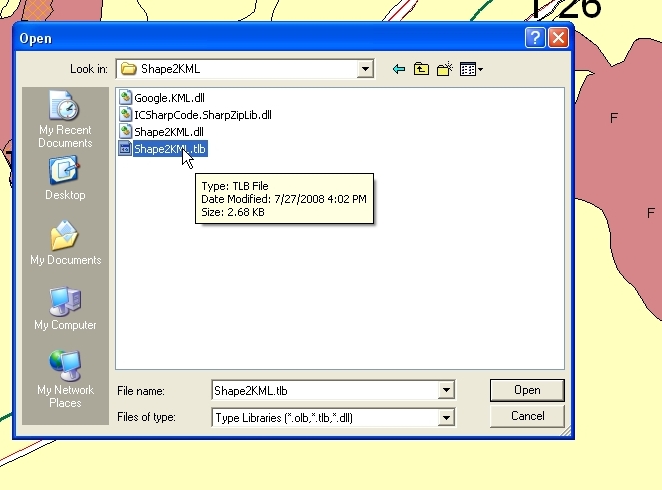 T 26
Open
Look in: Shape2KML
My Recent
Documents
Desktop
My Documents
My Computer
My Network
Places
Google.KML.dll
ICSharpCode.SharpZipLib.dll
Shape2KML.dll
Shape2KML.tlb
Type: TLB File
Date Modified: 7/27/2008 4:02 PM
Size: 2.68 KB
F
F
File name: Shape2KML.tlb Open
Files of type: Type Libraries (*.olb,*.tlb,*.dll) Cancel